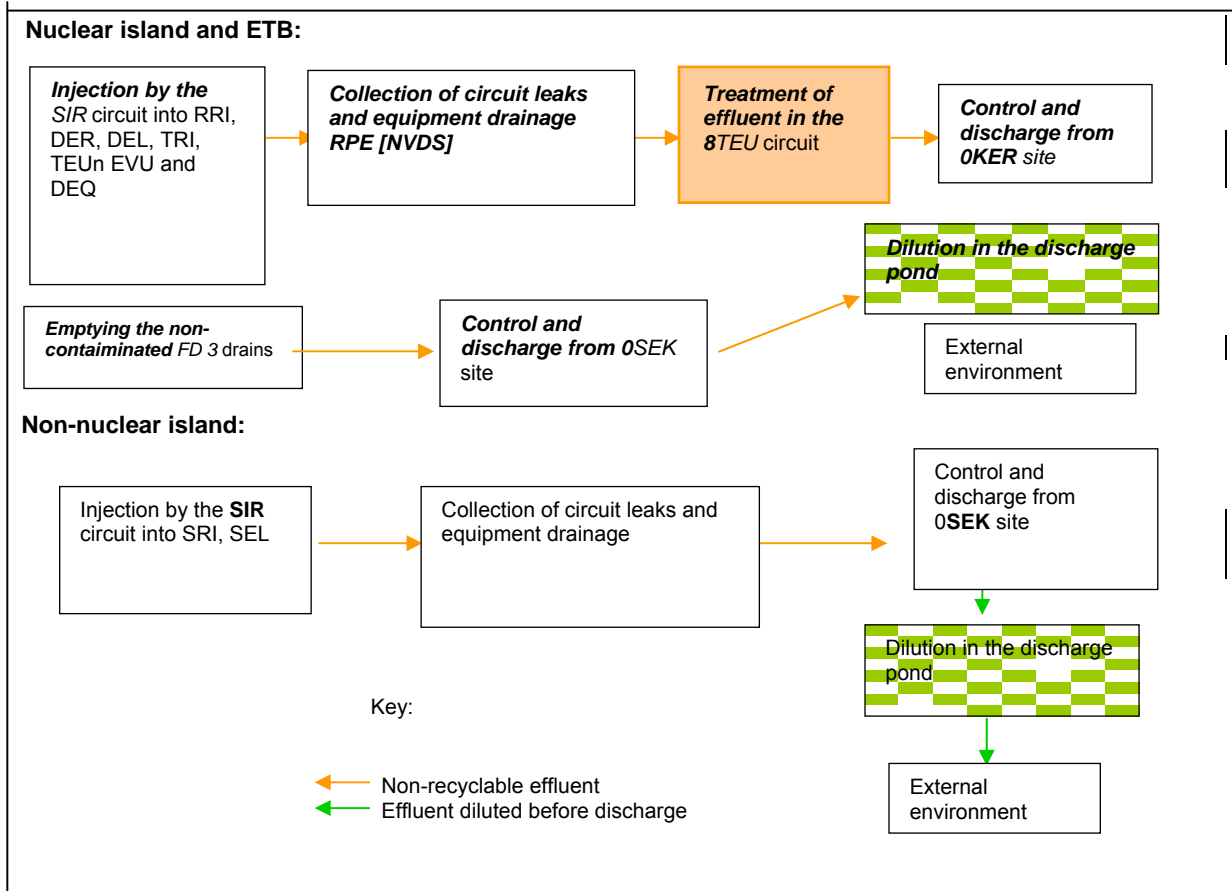 Nuclear island and ETB:
Injection by the
SIR circuit into RRI,
DER, DEL, TRI,
TEUn EVU and
DEQ
Collection of circuit leaks
and equipment drainage
RPE [NVDS]
Treatment of
effluent in the
8TEU circuit
Control and
discharge from
0KER site
Dilution in the discharge
pond
Emptying the non-
contaiminated FD 3 drains
Control and
discharge from 0SEK
site
External
environment
Non-nuclear island:
Injection by the SIR
circuit into SRI, SEL
Collection of circuit leaks and
equipment drainage
Control and
discharge from
0SEK site
Dilution in the discharge
pond
Key:
Non-recyclable effluent
Effluent diluted before discharge
External
environment